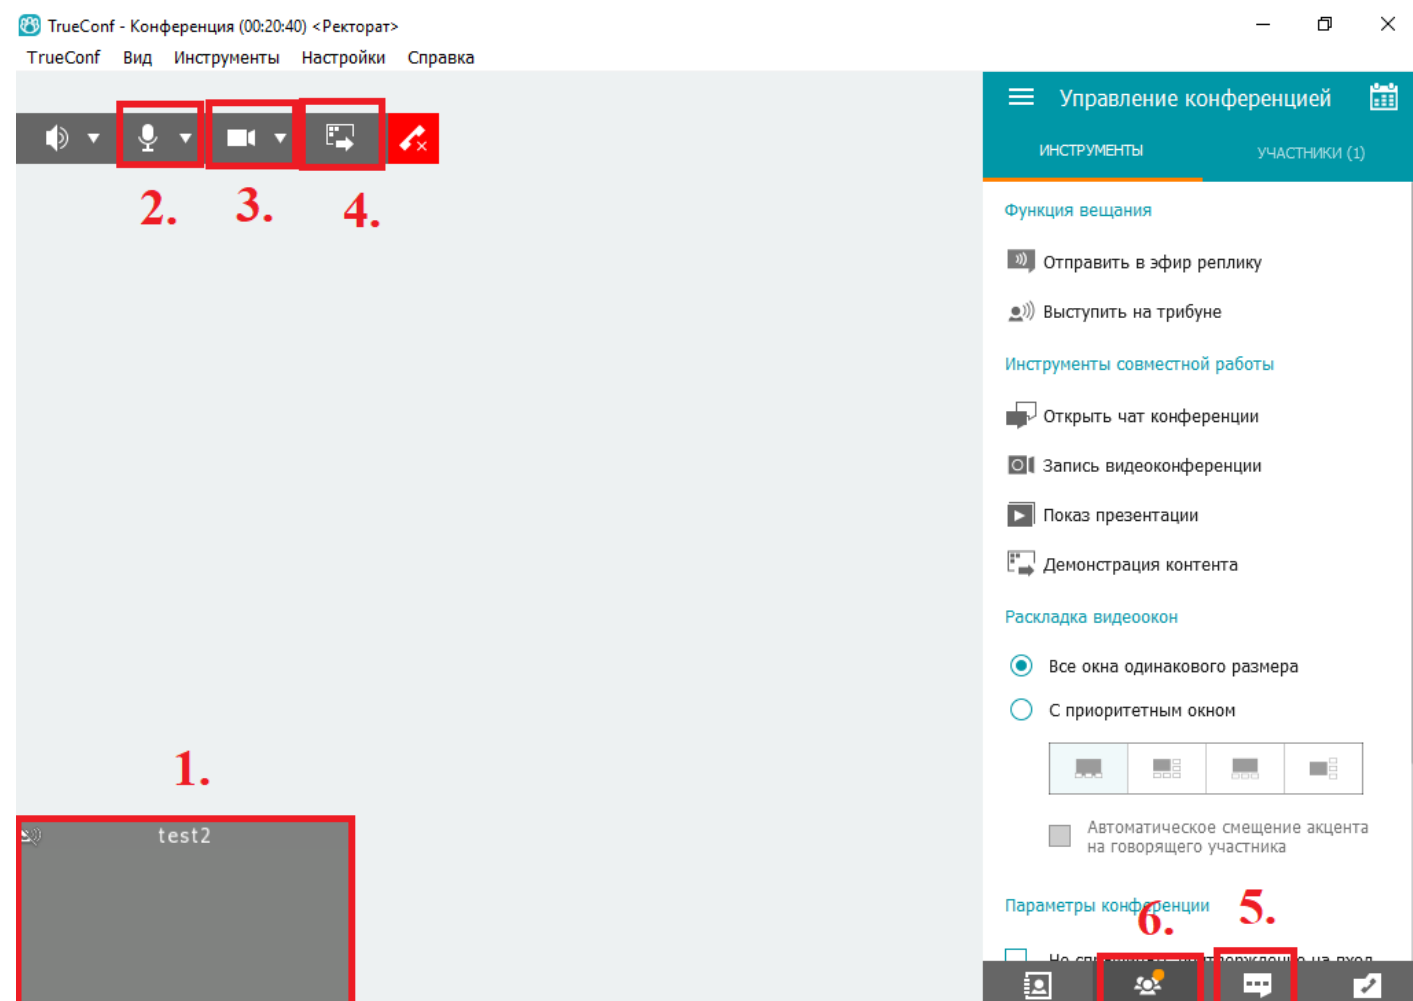 TrueConf - Конференция (00:20:40) <Ректорат>
TrueConf Вид Инструменты Настройки Справка
Управление конференцией
ИНСТРУМЕНТЫ
УЧАСТНИКИ (1)
2.
3.
4.
Функция вещания
Отправить в эфир реплику
Выступить на трибуне
Инструменты совместной работы
Открыть чат конференции
Запись видеоконференции
Показ презентации
Демонстрация контента
Раскладка видеоокон
Все окна одинакового размера
С приоритетным окном
1.
test2
Автоматическое смещение акцента
на говорящего участника
Параметры конференции
6.
5.
Не на вход